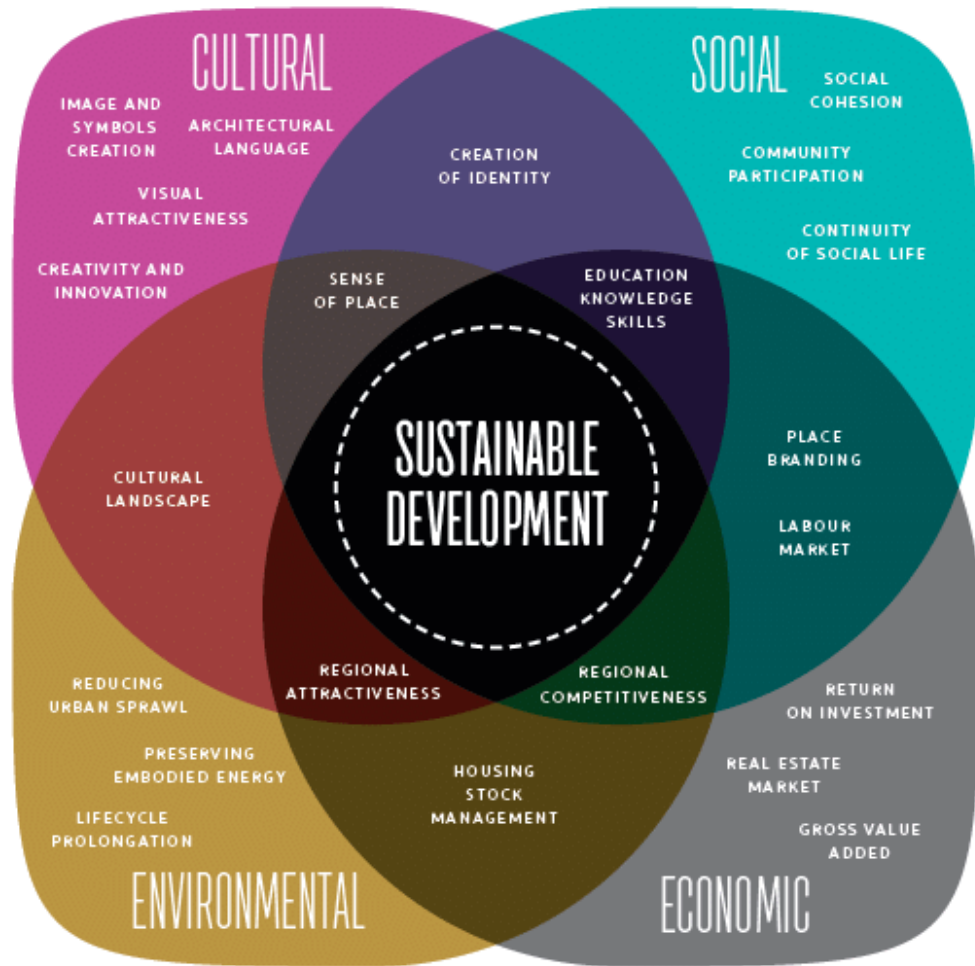 CULTURAL
IMAGE AND
SYMBOLS
CREATION
ARCHITECTURAL
LANGUAGE
VISUAL
ATTRACTIVENESS
CREATIVITY AND
INNOVATION
CREATION
OF IDENTITY
SOCIAL
SOCIAL
COHESION
COMMUNITY
PARTICIPATION
CONTINUITY
OF SOCIAL LIFE
SENSE
OF PLACE
EDUCATION
KNOWLEDGE
SKILLS
CULTURAL
LANDSCAPE
SUSTAINABLE
DEVELOPMENT
PLACE
BRANDING
LABOUR
MARKET
REGIONAL
ATTRACTIVENESS
REGIONAL
COMPETITIVENESS
REDUCING
URBAN SPRAWL
PRESERVING
EMBODIED ENERGY
LIFECYCLE
PROLONGATION
ENVIRONMENTAL
HOUSING
STOCK
MANAGEMENT
RETURN
ON INVESTMENT
REAL ESTATE
MARKET
GROSS VALUE
ADDED
ECONOMIC